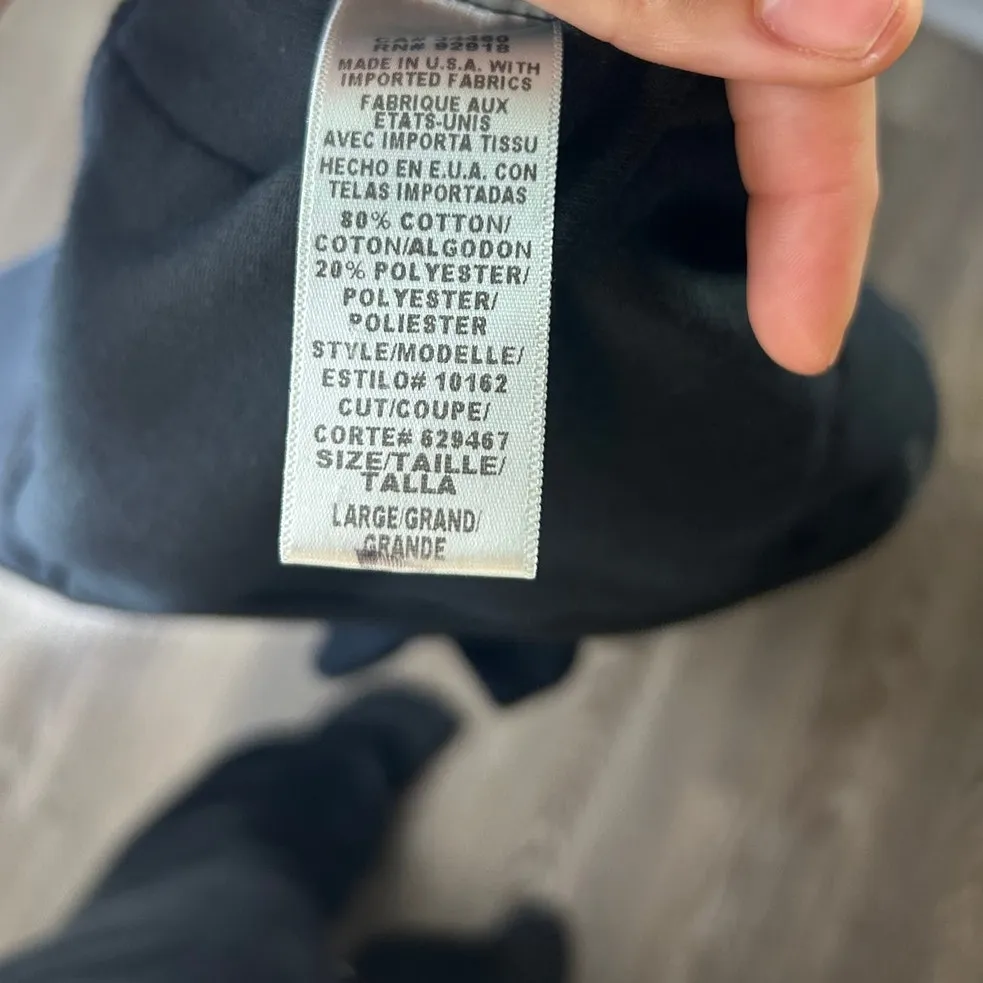 RN# 92918
MADE IN U.S.A. WITH
IMPORTED FABRICS
FABRIQUE AUX
ETATS-UNIS
AVEC IMPORTA TISSU
HECHO EN E.U.A. CON
TELAS IMPORTADAS
80% COTTON/
COTON/ALGODON
20% POLYESTER/
POLYESTER/
POLIESTER
STYLE/MODELLE/
ESTILO# 10162
CUT/COUPE/
CORTE# 629467
SIZE/TAILLE/
TALLA
LARGE/GRAND/
GRANDE